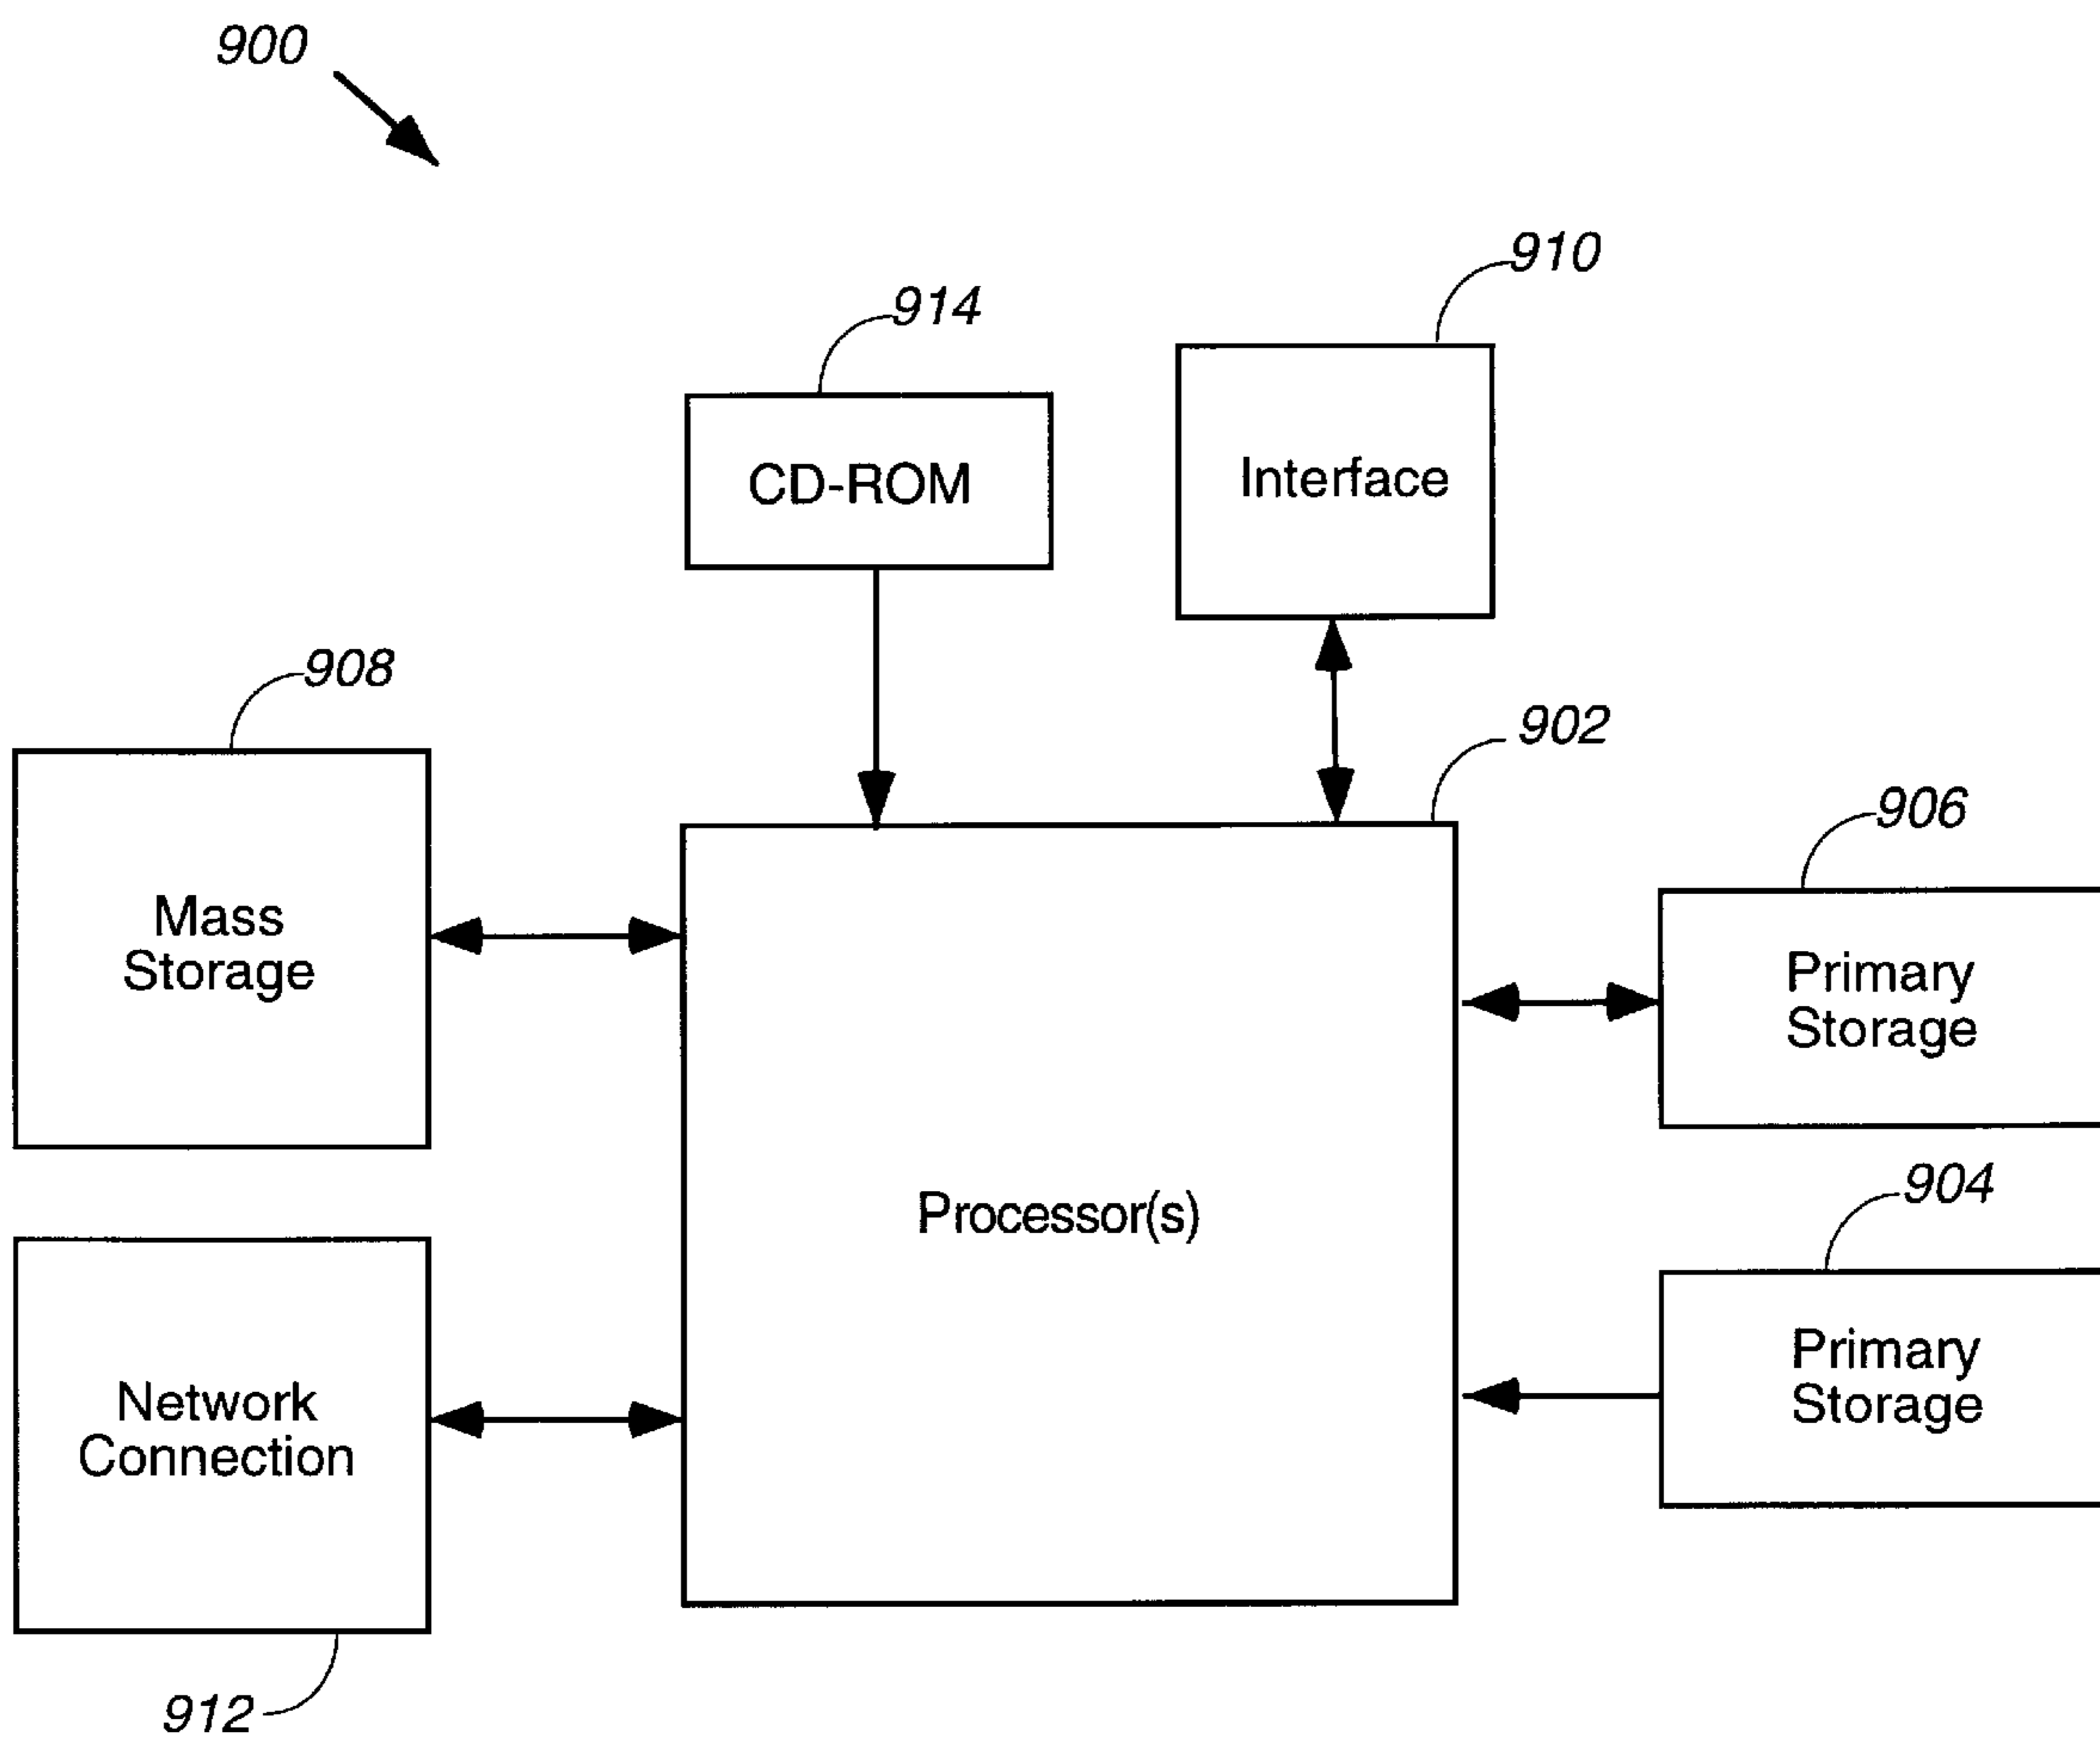 900
910
914
CD-ROM
Interface
908
902
906
Mass
Storage
Primary
Storage
904
Processor(s)
Primary
Storage
Network
Connection
912